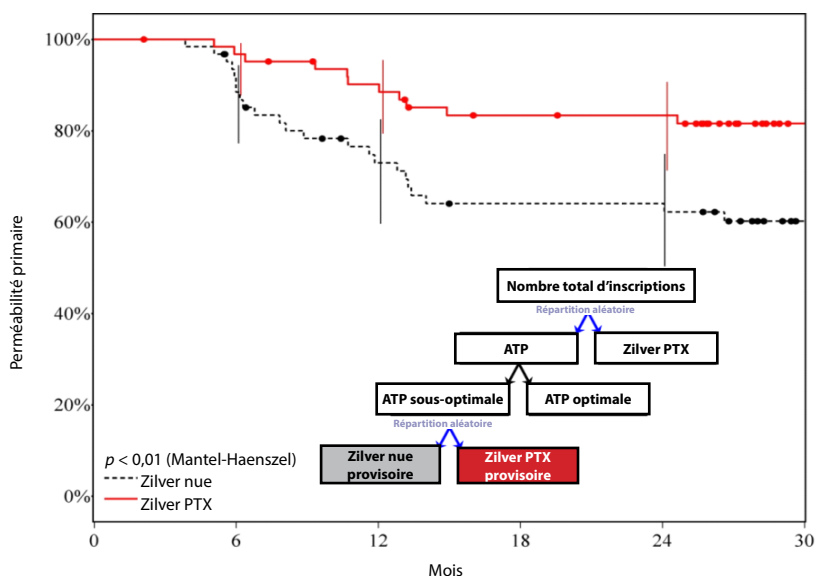 100%
80%
60%
40%
20%
0%
Perméabilité primaire
Nombre total d’inscriptions
Répartition aléatoire
ATP
Zilver PTX
ATP sous-optimale
ATP optimale
Répartition aléatoire
Zilver nue
provisoire
Zilver PTX
provisoire
p < 0,01 (Mantel-Haenszel)
Zilver nue
Zilver PTX
0
6
12
18
24
30
Mois